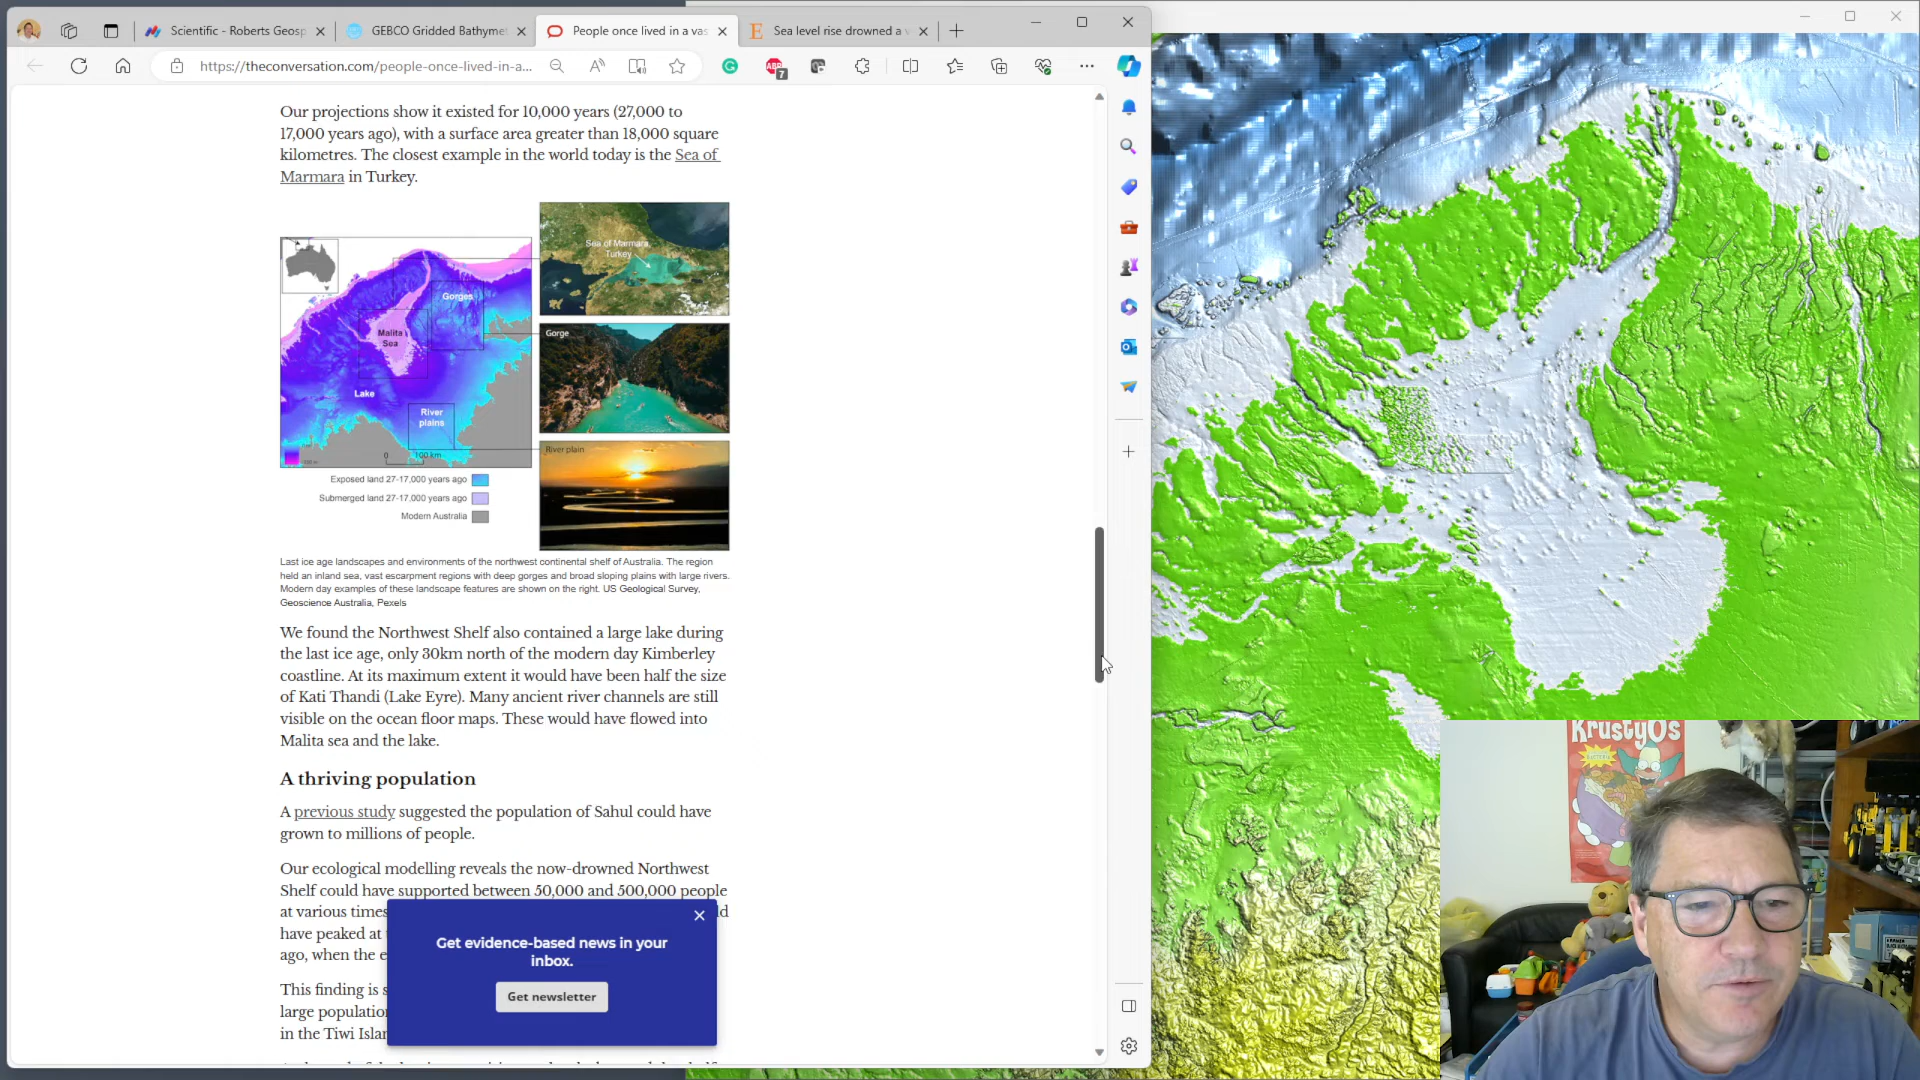 Scientific - Roberts Geosp
GEBCO Gridded Bathymet
People once lived in a vas
Sea level rise drowned a v
https://theconversation.com/people-once-lived-in-a...
7
Our projections show it existed for 10,000 years (27,000 to
17,000 years ago), with a surface area greater than 18,000 square
kilometres. The closest example in the world today is the Sea of
Marmara in Turkey.
Sea of Marmara,
Turkey
Gorges
Malita
Sea
Gorge
Lake
River
plains
0 100 km
River plain
Exposed land 27-17,000 years ago
Submerged land 27-17,000 years ago
Modern Australia
Last ice age landscapes and environments of the northwest continental shelf of Australia. The region
held an inland sea, vast escarpment regions with deep gorges and broad sloping plains with large rivers.
Modern day examples of these landscape features are shown on the right. US Geological Survey,
Geoscience Australia, Pexels
We found the Northwest Shelf also contained a large lake during
the last ice age, only 30km north of the modern day Kimberley
coastline. At its maximum extent it would have been half the size
of Kati Thandi (Lake Eyre). Many ancient river channels are still
visible on the ocean floor maps. These would have flowed into
Malita sea and the lake.
A thriving population
A previous study suggested the population of Sahul could have
grown to millions of people.
Our ecological modelling reveals the now-drowned Northwest
Shelf could have supported between 50,000 and 500,000 people
at various times
have peaked at
ago, when the e
This finding is s
large population
in the Tiwi Islan
Get evidence-based news in your
inbox.
Get newsletter
KrustyO's